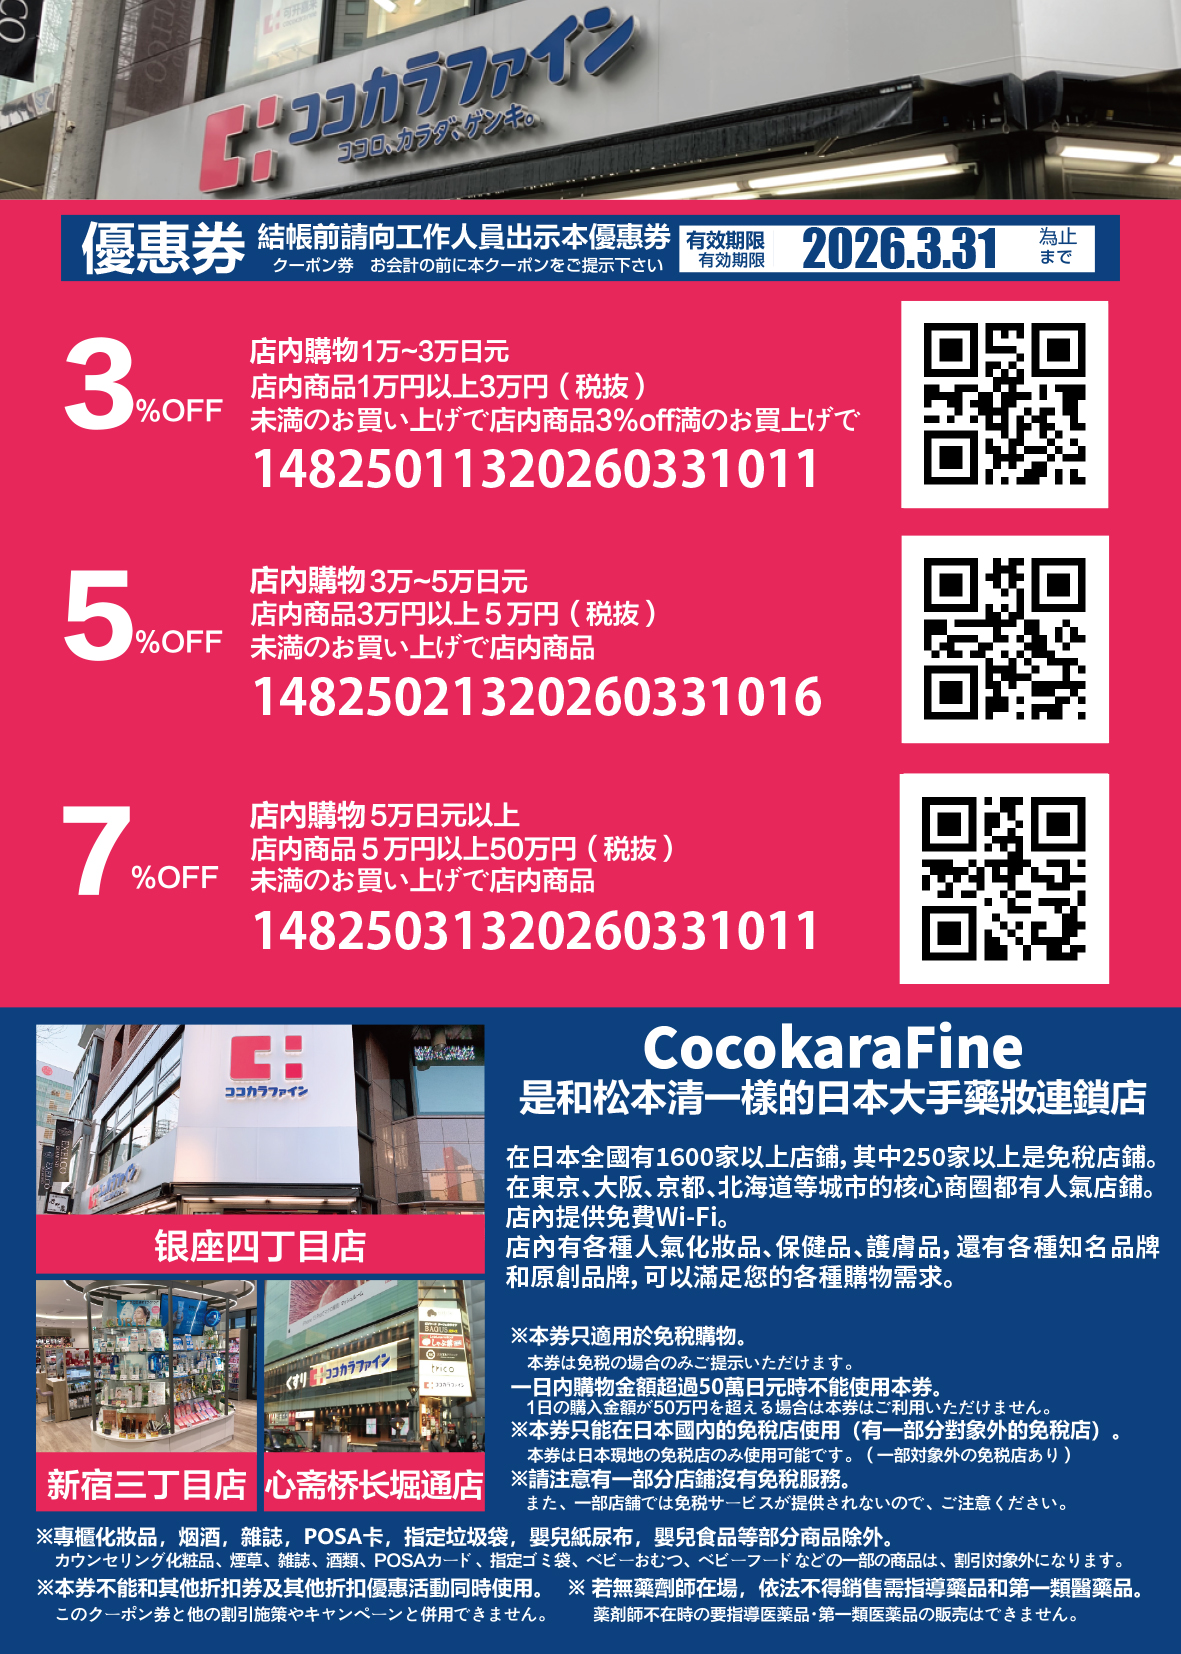 ココカラファイン
ココロ、カラダ、ゲンキ。
優惠券
結帳前請向工作人員出示本優惠券
クーポン券 お会計の前に本クーポンをご提示下さい
有效期限
有効期限
2026.3.31
為止
まで
3%OFF
店內購物1万~3万日元
店内商品1万円以上3万円（税抜）
未満のお買い上げで店内商品3%off満のお買上げで
14825011320260331011
5%OFF
店內購物3万~5万日元
店内商品3万円以上５万円（税抜）
未満のお買い上げで店内商品
14825021320260331016
7%OFF
店內購物5万日元以上
店内商品５万円以上50万円（税抜）
未満のお買い上げで店内商品
14825031320260331011
ココカラファイン
银座四丁目店
くすり ココカラファイン
新宿三丁目店
心斋桥长堀通店
CocokaraFine
是和松本清一樣的日本大手藥妝連鎖店
在日本全國有1600家以上店鋪，其中250家以上是免稅店鋪。
在東京、大阪、京都、北海道等城市的核心商圈都有人氣店鋪。
店內提供免費Wi-Fi。
店內有各種人氣化妝品、保健品、護膚品，還有各種知名品牌
和原創品牌，可以滿足您的各種購物需求。
※本券只適用於免稅購物。
本券は免税の場合のみご提示いただけます。
一日內購物金額超過50萬日元時不能使用本券。
1日の購入金額が50万円を超える場合は本券はご利用いただけません。
※本券只能在日本國内的免税店使用（有一部分對象外的免税店）。
本券は日本現地の免税店のみ使用可能です。（一部対象外の免税店あり）
※請注意有一部分店鋪沒有免稅服務。
また、一部店舗では免税サービスが提供されないので、ご注意ください。
※專櫃化妝品，烟酒，雜誌，POSA卡，指定垃圾袋，嬰兒紙尿布，嬰兒食品等部分商品除外。
カウンセリング化粧品、煙草、雑誌、酒類、POSAカード、指定ゴミ袋、ベビーおむつ、ベビーフードなどの一部の商品は、割引対象外になります。
※本券不能和其他折扣券及其他折扣優惠活動同時使用。
このクーポン券と他の割引施策やキャンペーンと併用できません。
※ 若無藥劑師在場，依法不得銷售需指導藥品和第一類醫藥品。
薬剤師不在時の要指導医薬品・第一類医薬品の販売はできません。